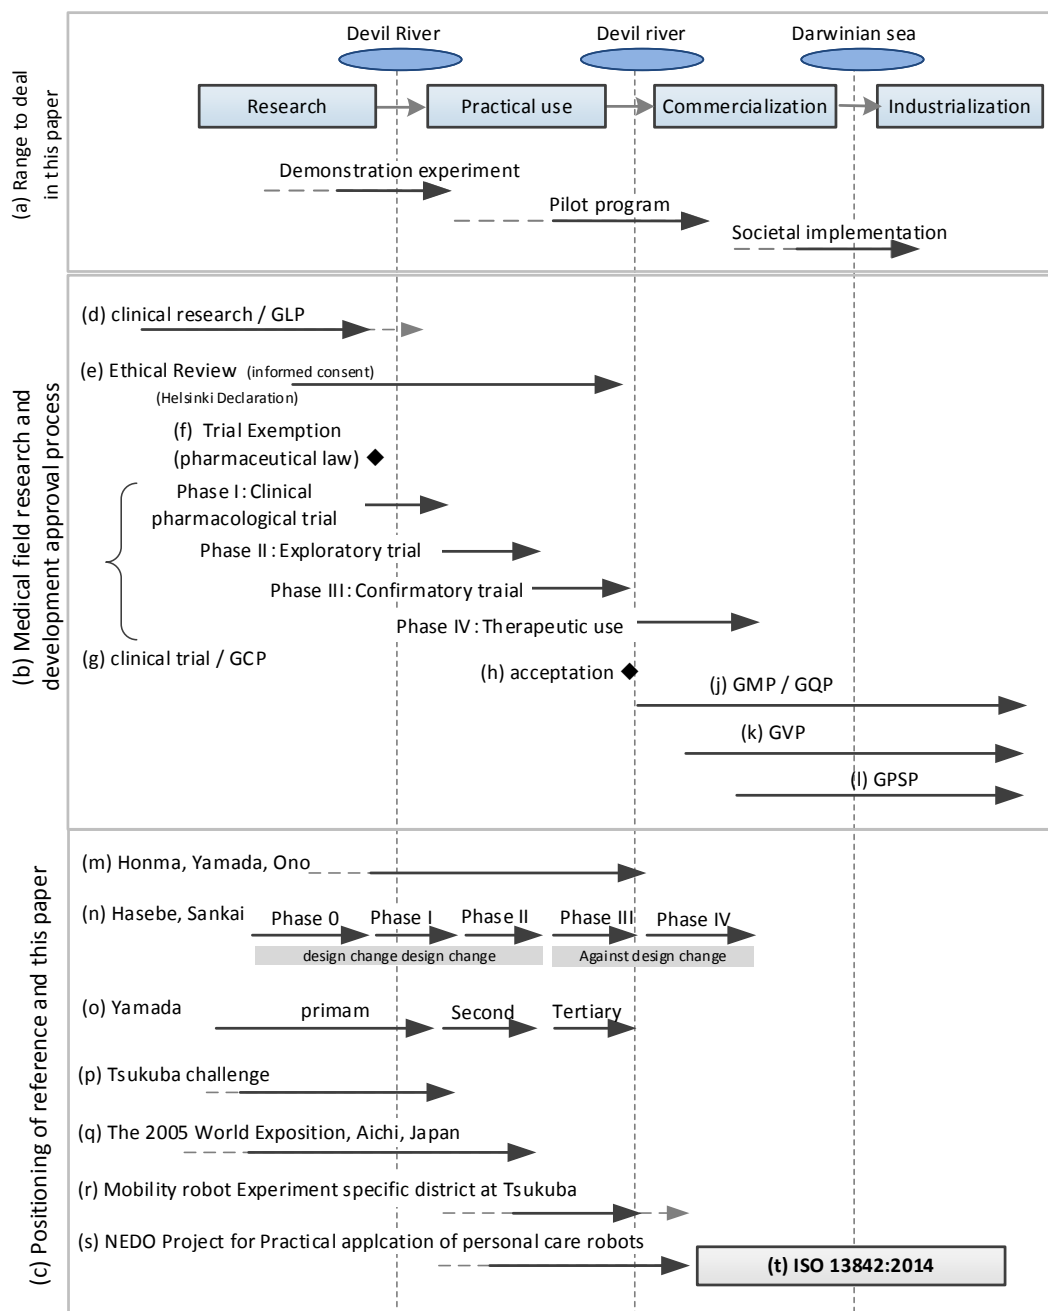 Devil River
Devil river
Darwinian sea
(a) Range to deal
in this paper
Research
Practical use
Commercialization
Industrialization
Demonstration experiment
Pilot program
Societal implementation
(b) Medical field research and
development approval process
(d) clinical research / GLP
(e) Ethical Review (informed consent)
(Helsinki Declaration)
(f) Trial Exemption
(pharmaceutical law)
Phase I : Clinical
pharmacological trial
Phase II : Exploratory trial
Phase III : Confirmatory traial
Phase IV : Therapeutic use
(g) clinical trial / GCP
(h) acceptation
(j) GMP / GQP
(k) GVP
(l) GPSP
(c) Positioning of reference and this paper
(m) Honma, Yamada, Ono
(n) Hasebe, Sankai
Phase 0
Phase I
Phase II
Phase III
Phase IV
design change design change
Against design change
(o) Yamada
primam
Second
Tertiary
(p) Tsukuba challenge
(q) The 2005 World Exposition, Aichi, Japan
(r) Mobility robot Experiment specific district at Tsukuba
(s) NEDO Project for Practical applcation of personal care robots
(t) ISO 13842:2014